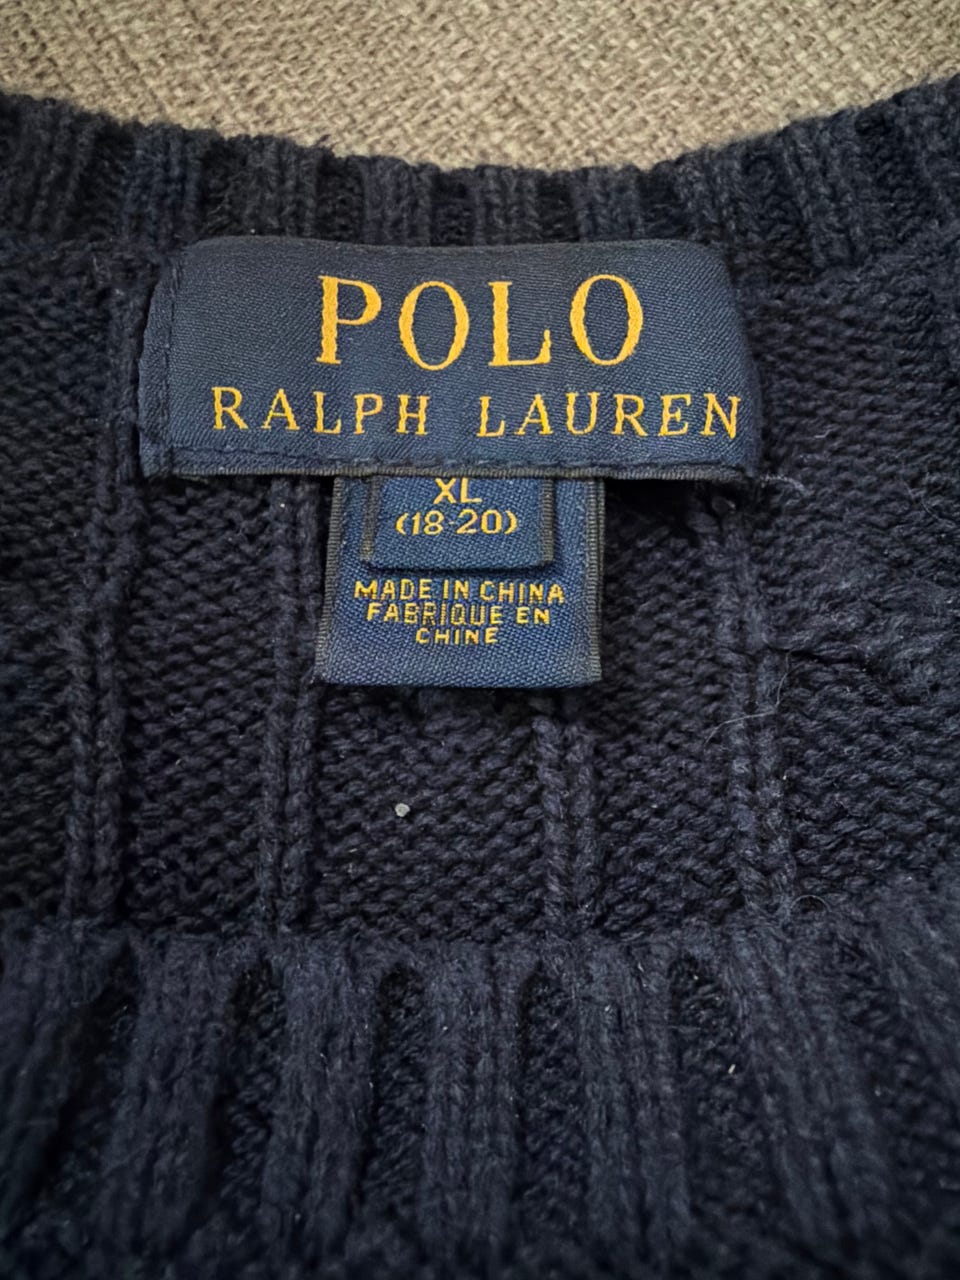 POLO
RALPH LAUREN
XL
(18-20)
MADE IN CHINA
FABRIQUE EN
CHINE